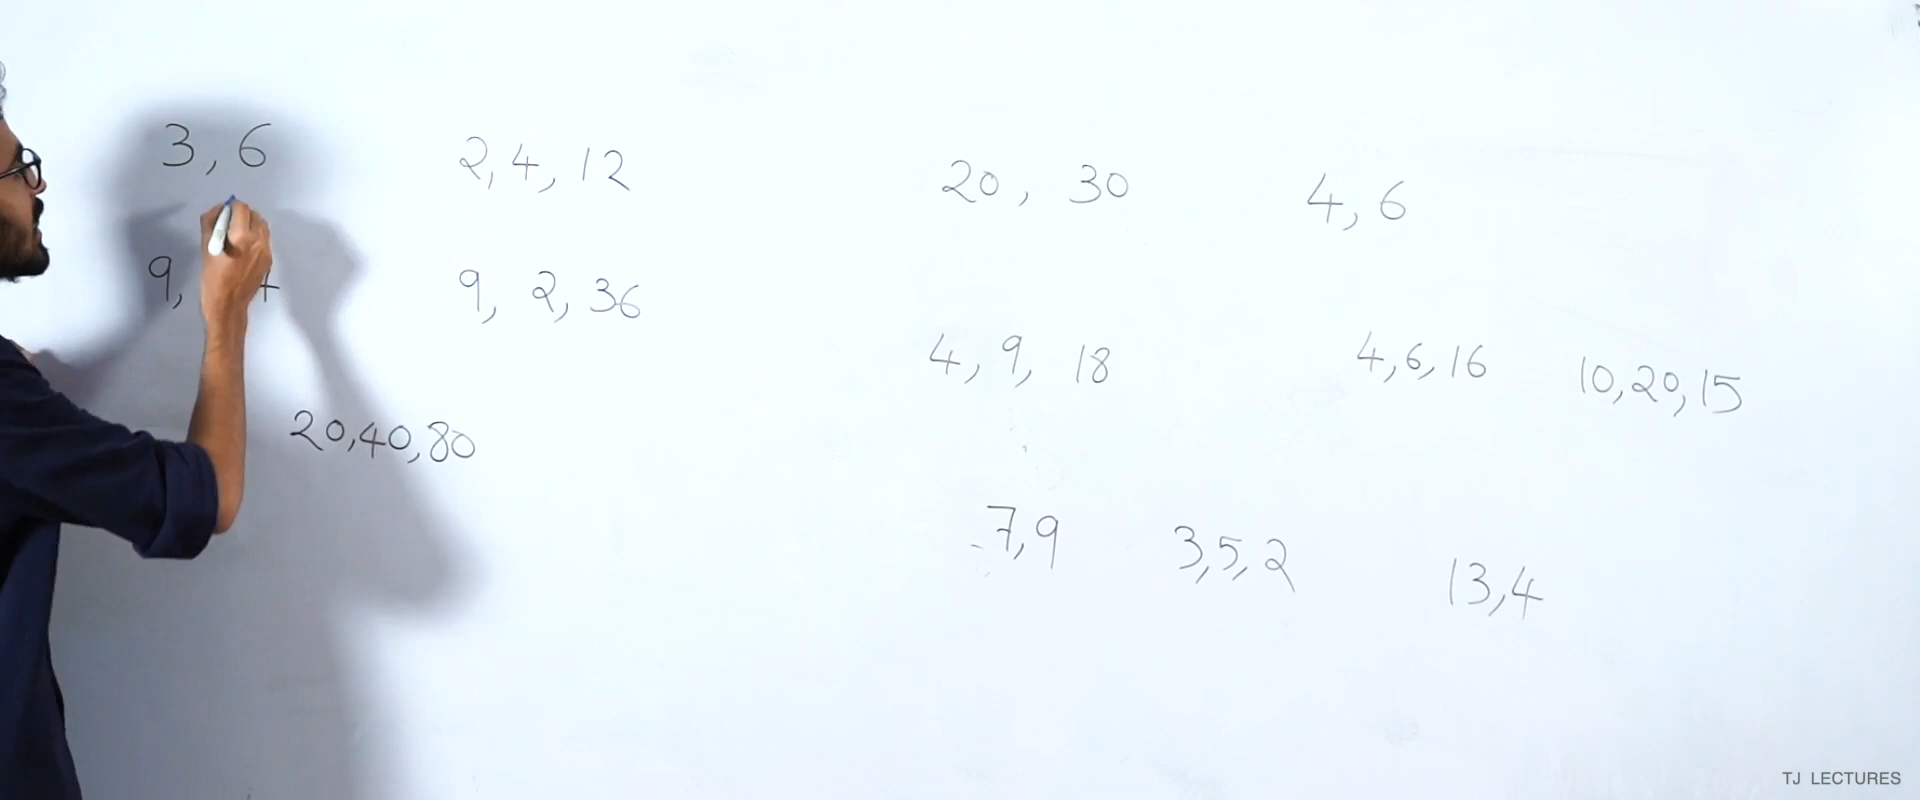 3, 6
2, 4, 12
20, 30
4, 6
9,
9, 2, 36
4, 9, 18
4, 6, 16
10, 20, 15
20, 40, 80
7, 9
3, 5, 2
13, 4
TJ LECTURES